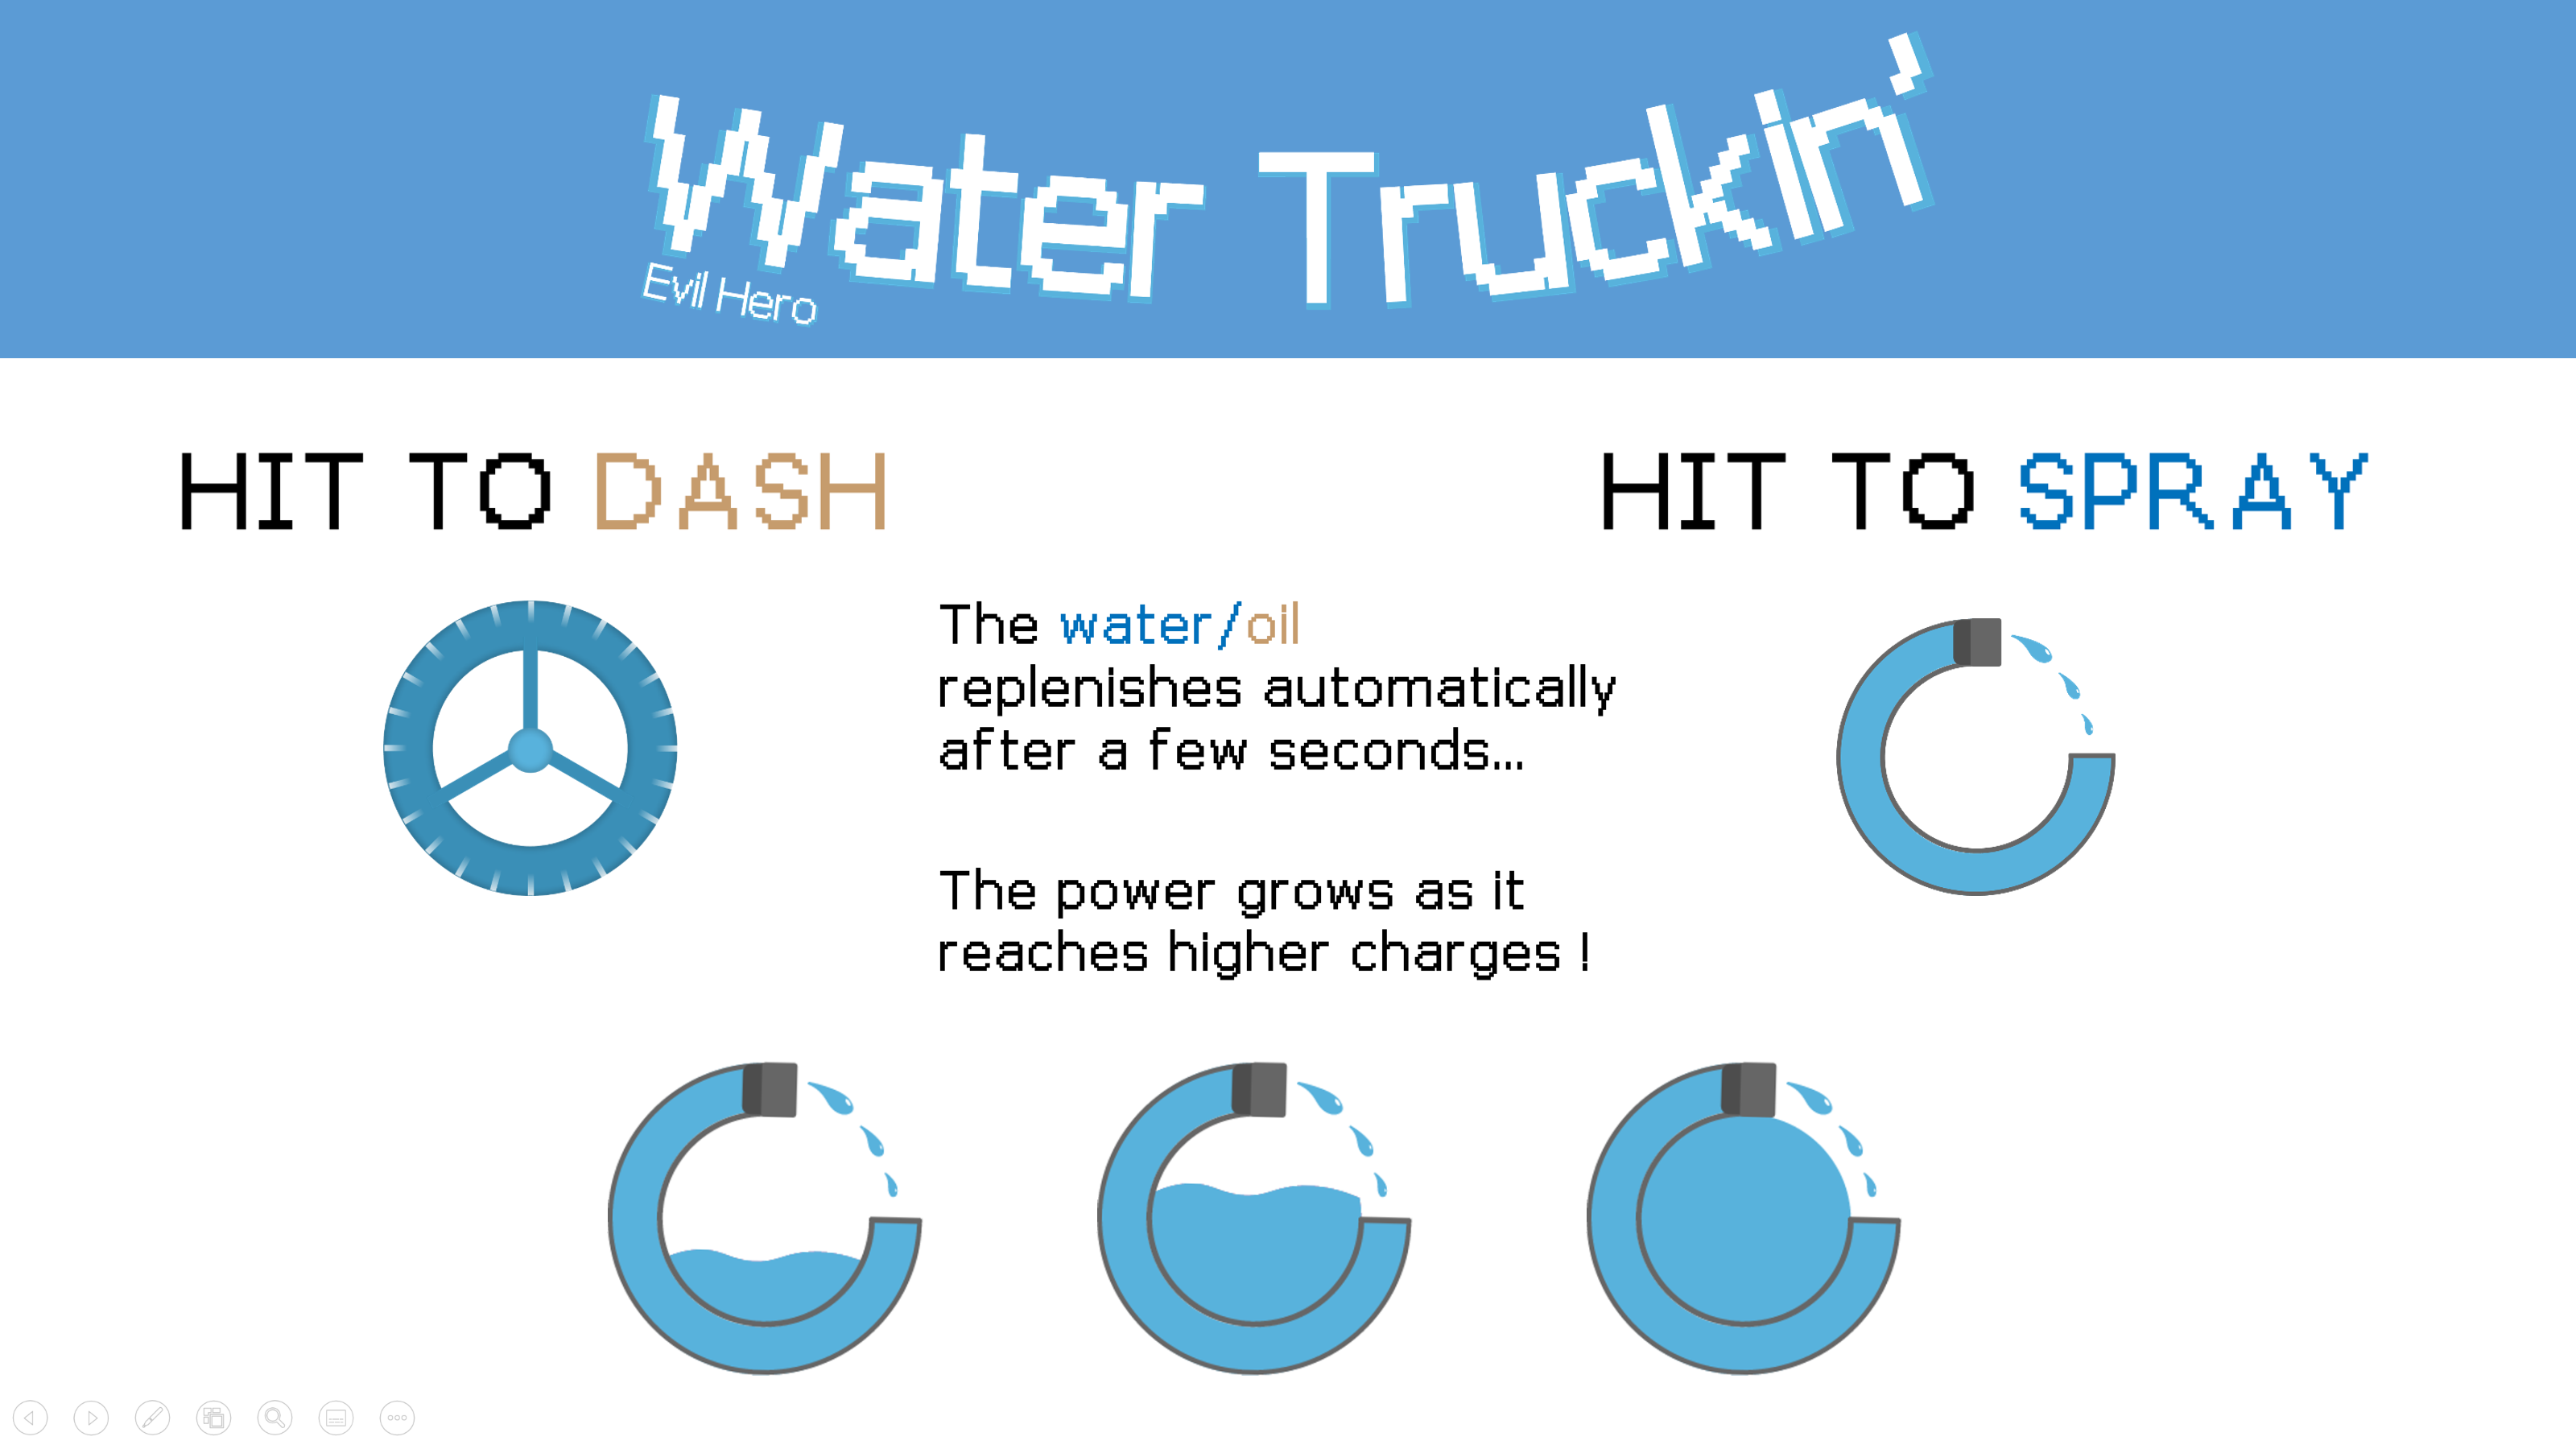 Water Truckin'
Evil Hero
HIT TO DASH
HIT TO SPRAY
The water/oil
replenishes automatically
after a few seconds...
The power grows as it
reaches higher charges !